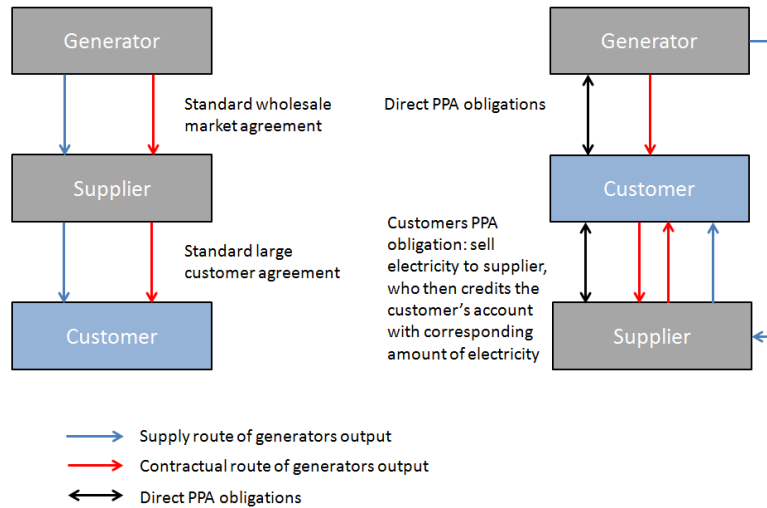 Generator
Standard wholesale
market agreement
Supplier
Standard large
customer agreement
Customer
Generator
Direct PPA obligations
Customer
Customers PPA
obligation: sell
electricity to supplier,
who then credits the
customer’s account
with corresponding
amount of electricity
Supplier
Supply route of generators output
Contractual route of generators output
Direct PPA obligations